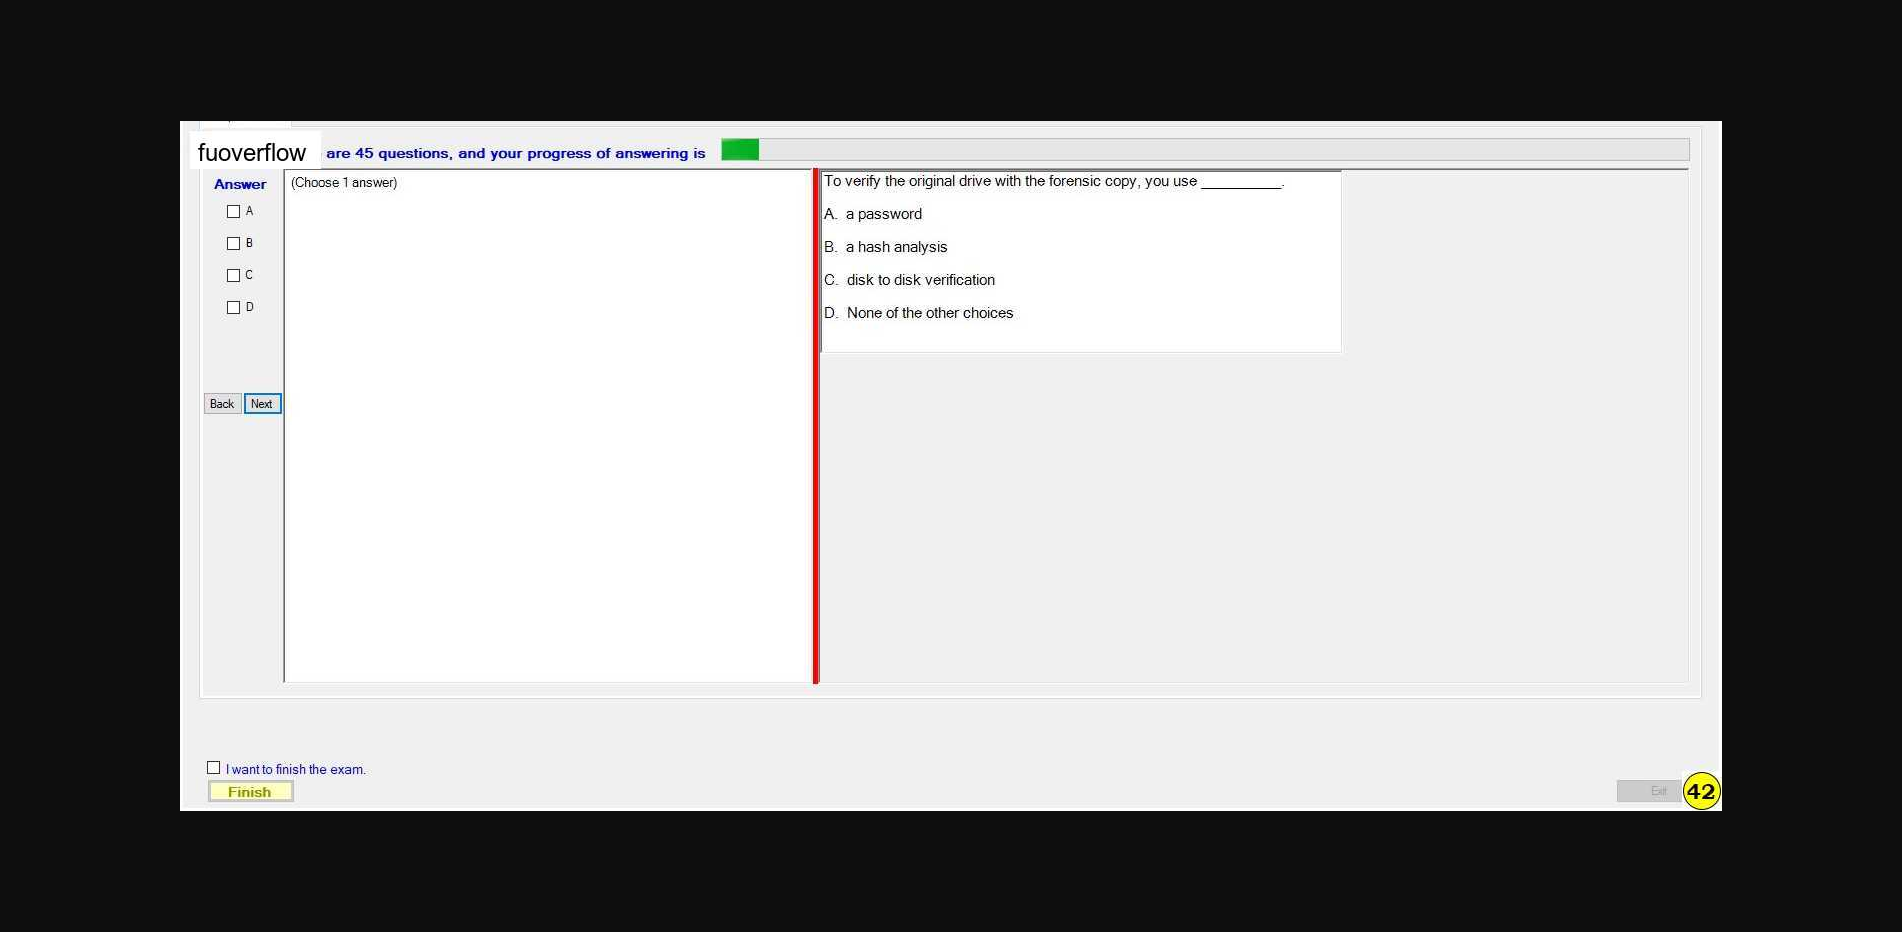 fuoverflow are 45 questions, and your progress of answering is
Answer
(Choose 1 answer)
A
B
C
D
Back Next
To verify the original drive with the forensic copy, you use __________.
A. a password
B. a hash analysis
C. disk to disk verification
D. None of the other choices
I want to finish the exam.
Finish
Exit
42